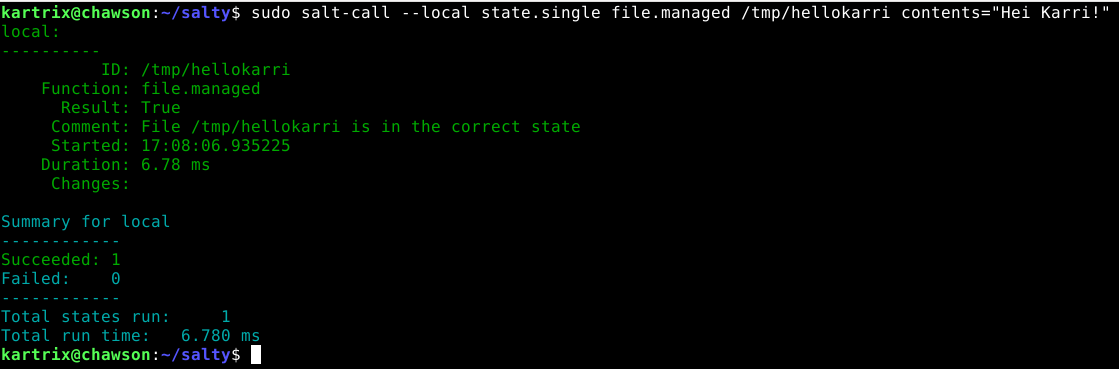 kartrix@chawson:~/salty$ sudo salt-call --local state.single file.managed /tmp/hellokarri contents="Hei Karri!"
local:
----------
          ID: /tmp/hellokarri
    Function: file.managed
      Result: True
     Comment: File /tmp/hellokarri is in the correct state
     Started: 17:08:06.935225
    Duration: 6.78 ms
     Changes:

Summary for local
------------
Succeeded: 1
Failed:    0
------------
Total states run:     1
Total run time:   6.780 ms
kartrix@chawson:~/salty$